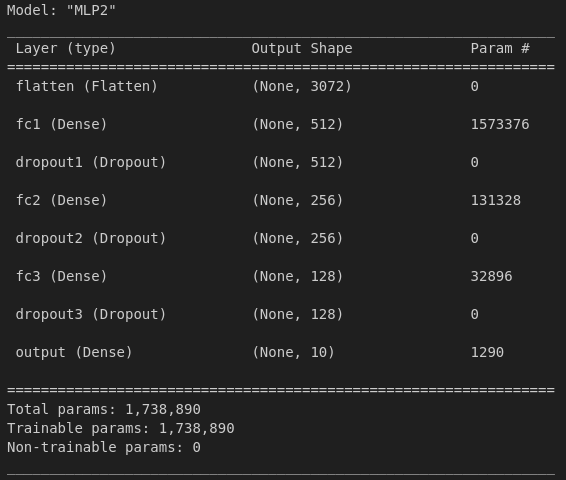 Model: "MLP2"
_________________________________________________________________
Layer (type) Output Shape Param #
=================================================================
flatten (Flatten) (None, 3072) 0
fc1 (Dense) (None, 512) 1573376
dropout1 (Dropout) (None, 512) 0
fc2 (Dense) (None, 256) 131328
dropout2 (Dropout) (None, 256) 0
fc3 (Dense) (None, 128) 32896
dropout3 (Dropout) (None, 128) 0
output (Dense) (None, 10) 1290
=================================================================
Total params: 1,738,890
Trainable params: 1,738,890
Non-trainable params: 0
_________________________________________________________________